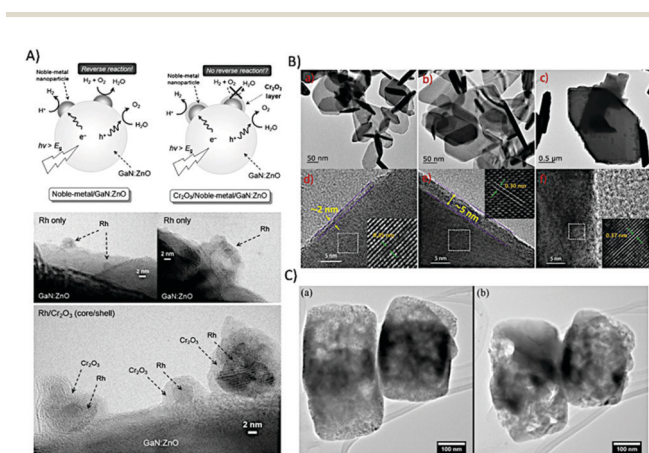 A)
Reverse reaction!
No reverse reaction!?
Noble-metal
nanoparticle
H₂ + O₂
H₂O
H₂
H⁺
O₂
H₂O
e⁻
h⁺
hν > E
GaN:ZnO
Noble-metal/GaN:ZnO
Noble-metal
nanoparticle
H₂ + O₂
H₂O
Cr₂O₃
layer
H₂
H⁺
O₂
H₂O
e⁻
h⁺
hν > E
GaN:ZnO
Cr₂O₃/Noble-metal/GaN:ZnO
Rh only
Rh
2 nm
GaN:ZnO
Rh only
Rh
2 nm
Rh/Cr₂O₃ (core/shell)
Rh
Cr₂O₃
Cr₂O₃
Rh
Cr₂O₃
Rh
2 nm
GaN:ZnO
B)
50 nm
b)
50 nm
c)
0.5 μm
d)
~2 nm
5 nm
~5 nm
0.30 nm
5 nm
5 nm
0.37 nm
C)
(a)
100 nm
(b)
100 nm